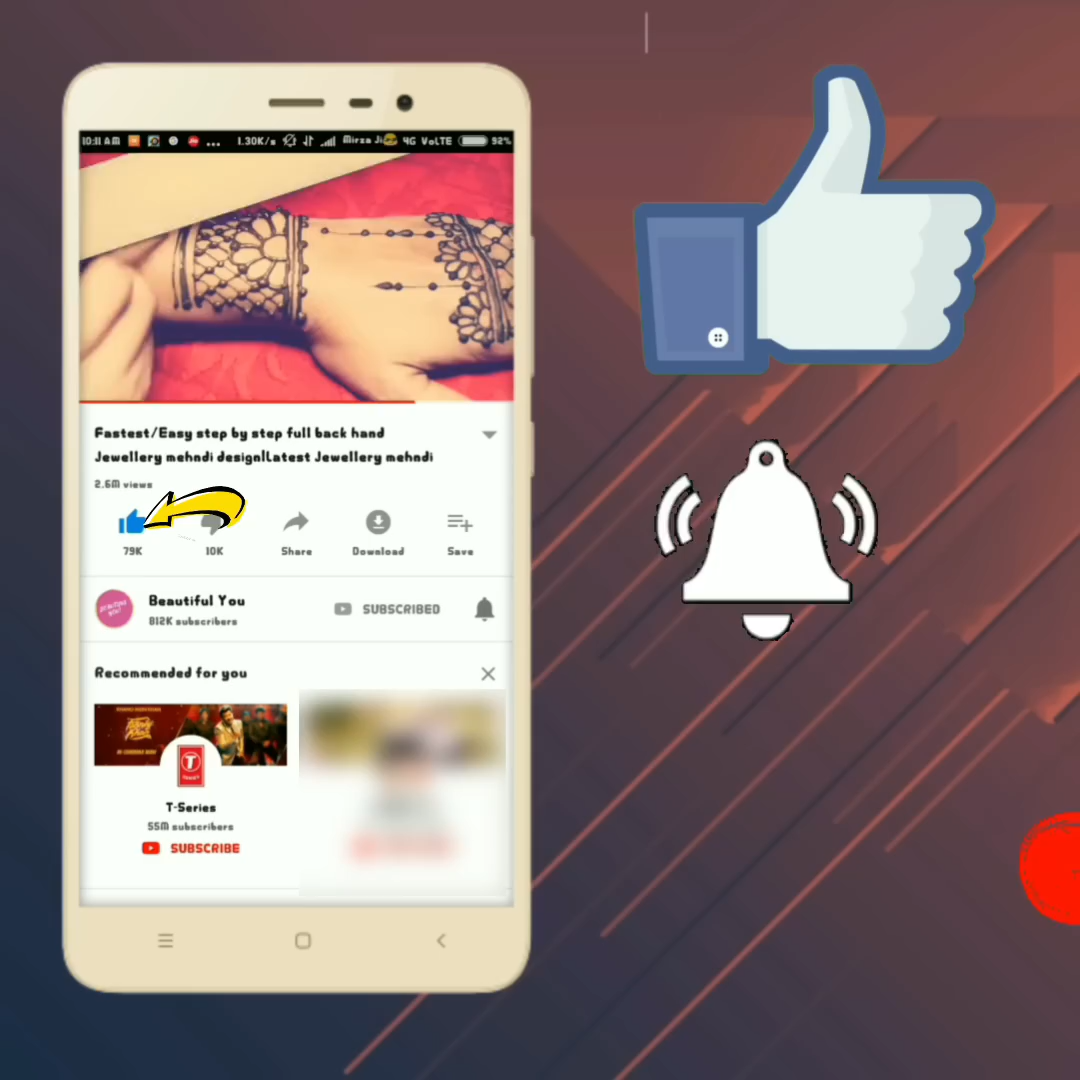 10:11 AM ... 1.30K/s Mirza Ji 4G VoLTE 92%
Fastest/Easy step by step full back hand
Jewellery mehndi design|Latest Jewellery mehndi
2.6M views
79K 10K Share Download Save
Beautiful You SUBSCRIBED
812K subscribers
Recommended for you
T-Series
55M subscribers
SUBSCRIBE